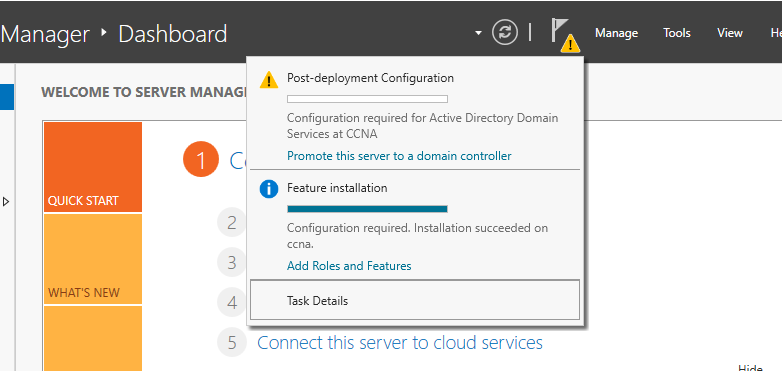 Manager › Dashboard
Manage Tools View
WELCOME TO SERVER MANAG
Post-deployment Configuration
Configuration required for Active Directory Domain
Services at CCNA
Promote this server to a domain controller
Feature installation
Configuration required. Installation succeeded on
ccna.
Add Roles and Features
Task Details
QUICK START
WHAT'S NEW
1
2
3
4
5 Connect this server to cloud services
Hide